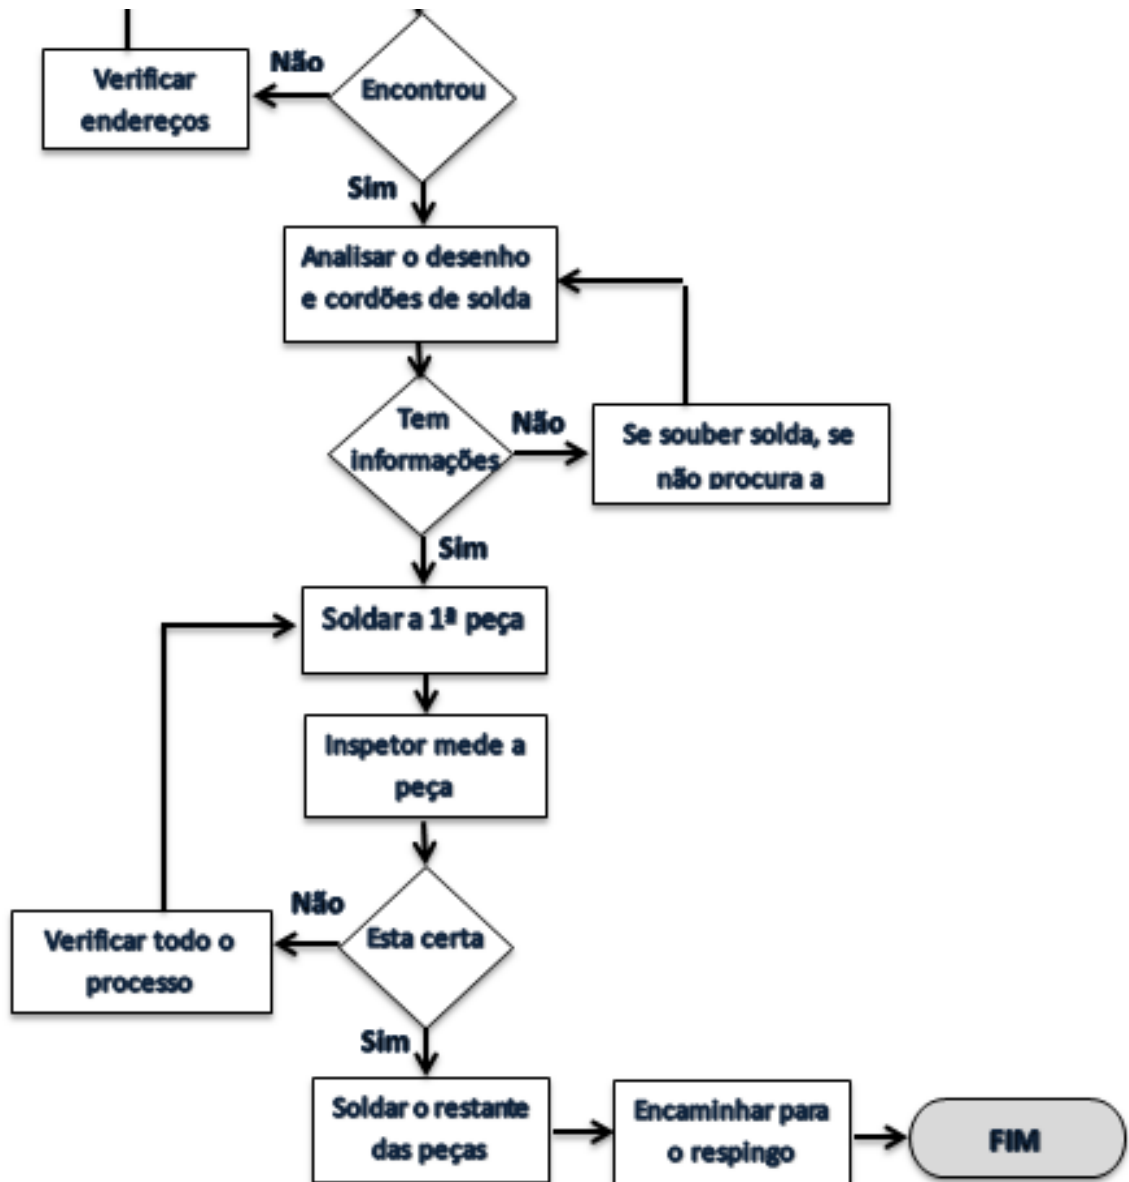 Não
Verificar
endereços
Encontrou
Sim
Analisar o desenho
e cordões de solda
Tem
informações
Não
Se souber solda, se
não procura a
Sim
Soldar a 1ª peça
Inspetor mede a
peça
Não
Esta certa
Verificar todo o
processo
Sim
Soldar o restante
das peças
Encaminhar para
o respingo
FIM